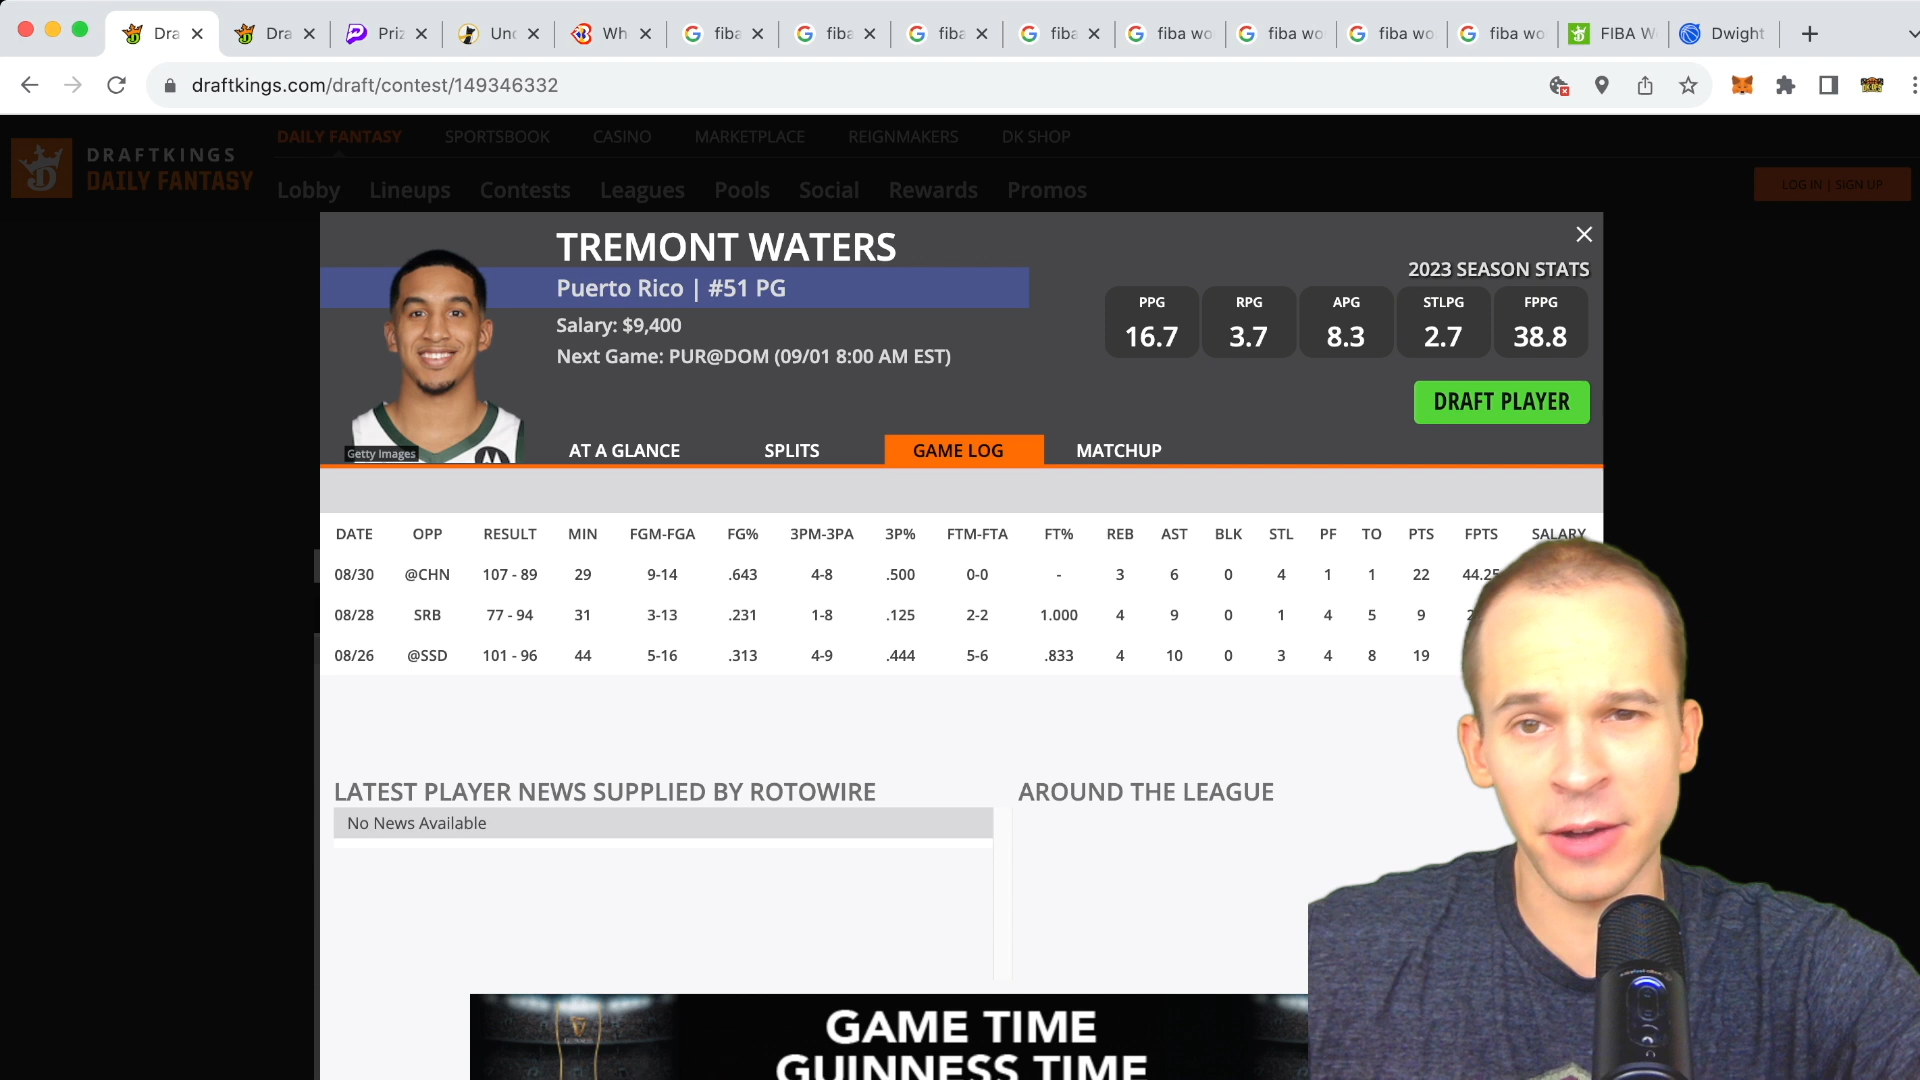 Dra
Dra
Priz
Und
Wh
fiba
fiba
fiba
fiba
fiba wo
fiba wo
fiba wo
fiba wo
FIBA W
Dwight
draftkings.com/draft/contest/149346332
DRAFTKINGS
DAILY FANTASY
DAILY FANTASY
SPORTSBOOK
CASINO
MARKETPLACE
REIGNMAKERS
DK SHOP
Lobby
Lineups
Contests
Leagues
Pools
Social
Rewards
Promos
LOG IN | SIGN UP
TREMONT WATERS
Puerto Rico | #51 PG
Salary: $9,400
Next Game: PUR@DOM (09/01 8:00 AM EST)
Getty Images
2023 SEASON STATS
PPG RPG APG STLPG FPPG
16.7 3.7 8.3 2.7 38.8
DRAFT PLAYER
AT A GLANCE SPLITS GAME LOG MATCHUP
DATE OPP RESULT MIN FGM-FGA FG% 3PM-3PA 3P% FTM-FTA FT% REB AST BLK STL PF TO PTS FPTS SALARY
08/30 @CHN 107 - 89 29 9-14 .643 4-8 .500 0-0 - 3 6 0 4 1 1 22 44.25
08/28 SRB 77 - 94 31 3-13 .231 1-8 .125 2-2 1.000 4 9 0 1 4 5 9
08/26 @SSD 101 - 96 44 5-16 .313 4-9 .444 5-6 .833 4 10 0 3 4 8 19
LATEST PLAYER NEWS SUPPLIED BY ROTOWIRE
No News Available
AROUND THE LEAGUE
GAME TIME
GUINNESS TIME